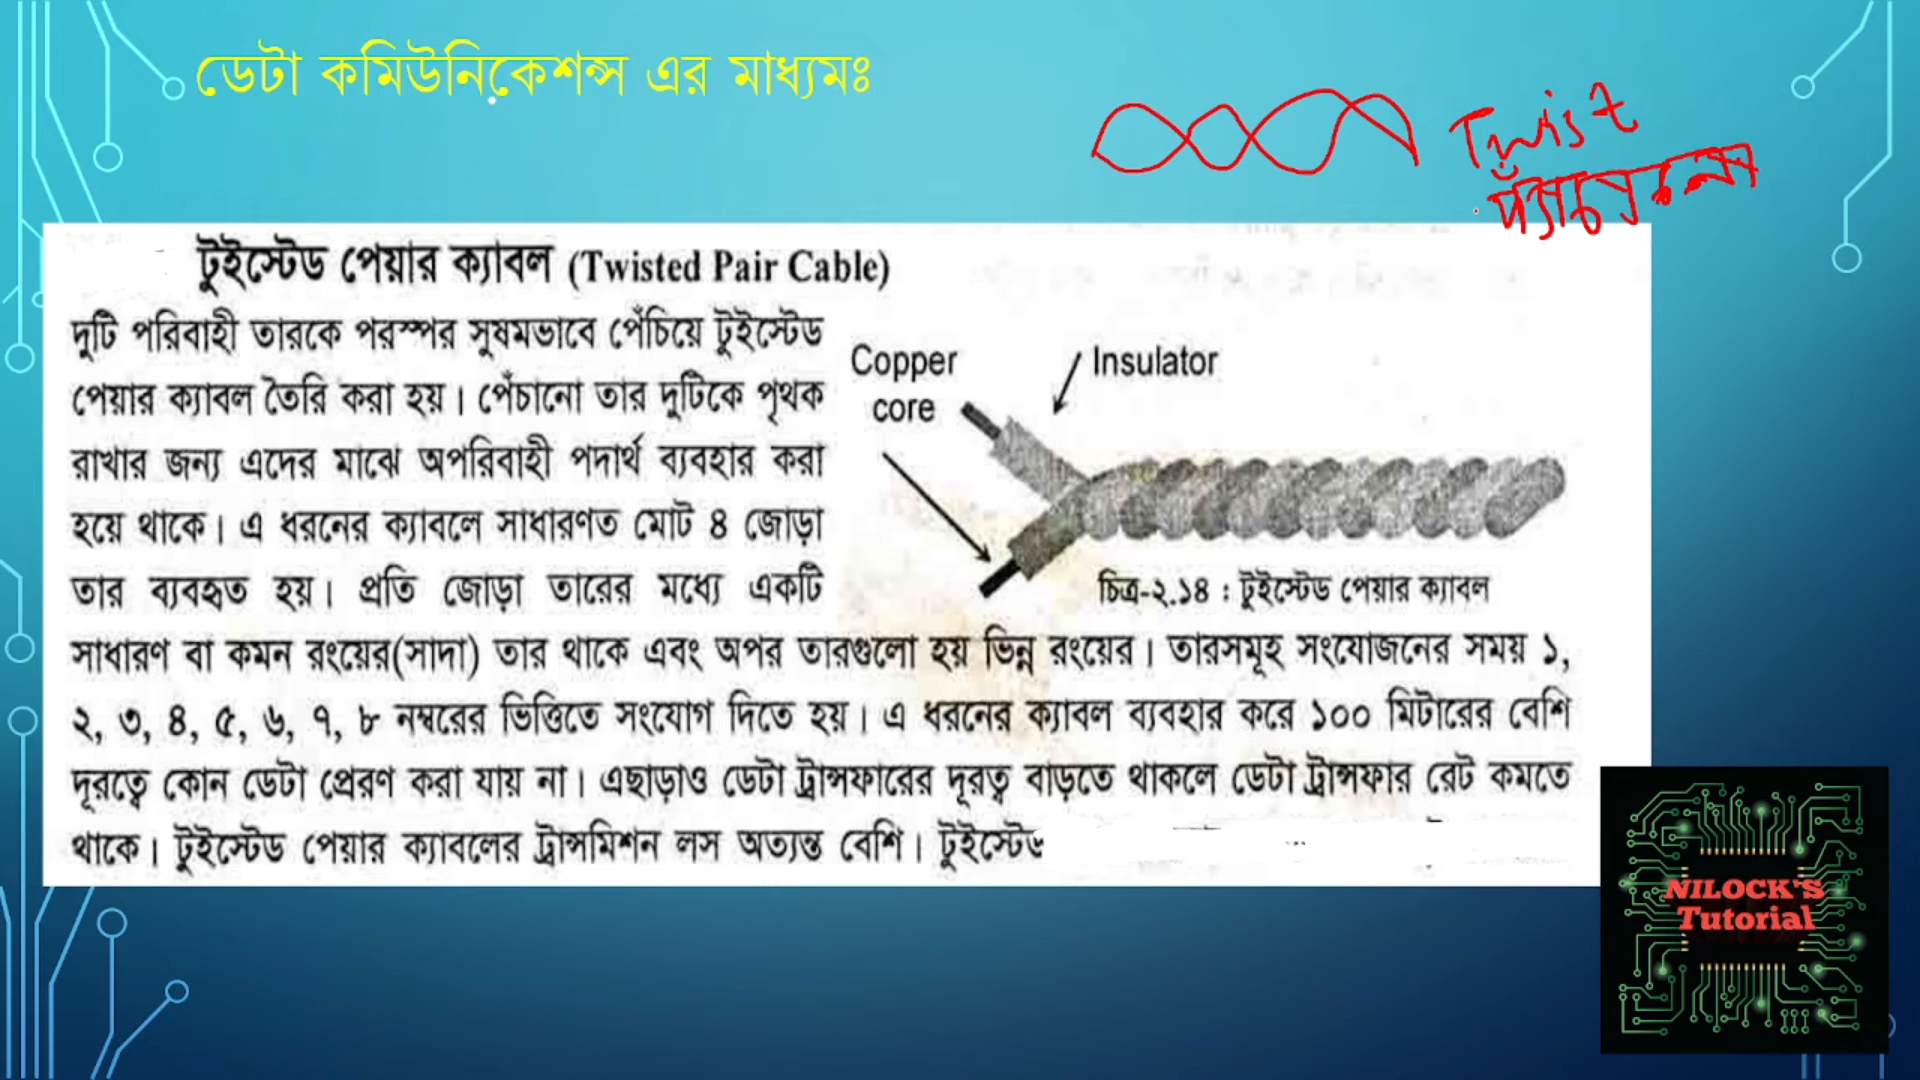 ডেটা কমিউনিকেশন্স এর মাধ্যমঃ
Twist
প্যাঁচানো
টুইস্টেড পেয়ার ক্যাবল (Twisted Pair Cable)
দুটি পরিবাহী তারকে পরস্পর সুষমভাবে পেঁচিয়ে টুইস্টেড
পেয়ার ক্যাবল তৈরি করা হয়। পেঁচানো তার দুটিকে পৃথক
রাখার জন্য এদের মাঝে অপরিবাহী পদার্থ ব্যবহার করা
হয়ে থাকে। এ ধরনের ক্যাবলে সাধারণত মোট ৪ জোড়া
তার ব্যবহৃত হয়। প্রতি জোড়া তারের মধ্যে একটি
Copper
core
Insulator
চিত্র-২.১৪ : টুইস্টেড পেয়ার ক্যাবল
সাধারণ বা কমন রংয়ের(সাদা) তার থাকে এবং অপর তারগুলো হয় ভিন্ন রংয়ের। তারসমূহ সংযোজনের সময় ১,
২, ৩, ৪, ৫, ৬, ৭, ৮ নম্বরের ভিত্তিতে সংযোগ দিতে হয়। এ ধরনের ক্যাবল ব্যবহার করে ১০০ মিটারের বেশি
দূরত্বে কোন ডেটা প্রেরণ করা যায় না। এছাড়াও ডেটা ট্রান্সফারের দূরত্ব বাড়তে থাকলে ডেটা ট্রান্সফার রেট কমতে
থাকে। টুইস্টেড পেয়ার ক্যাবলের ট্রান্সমিশন লস অত্যন্ত বেশি। টুইস্টেড
NILOCK'S
Tutorial